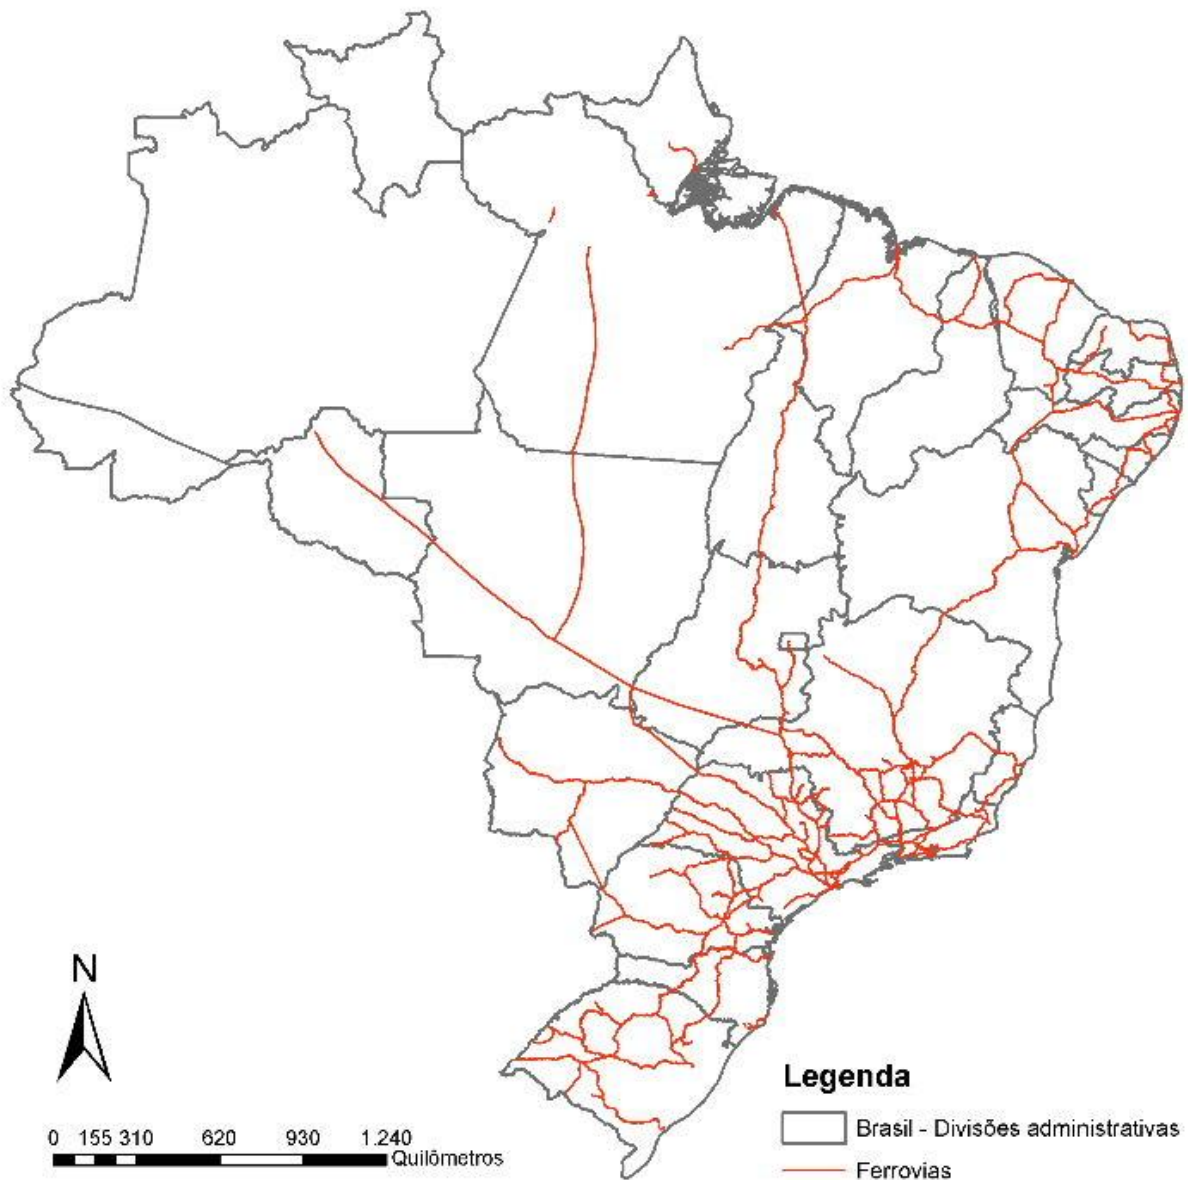 N
0 155 310 620 930 1.240
Quilômetros
Legenda
Brasil - Divisões administrativas
Ferrovias